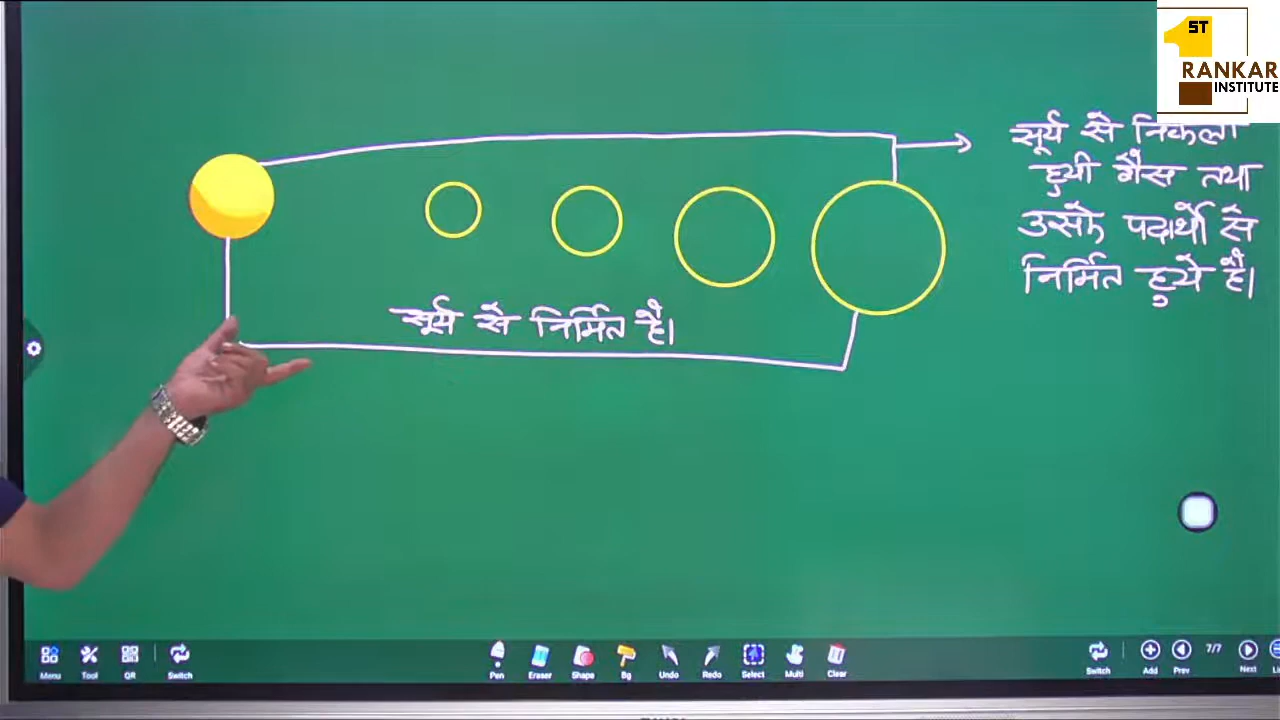 1ST
RANKAR
INSTITUTE
सूर्य से निकली
हुयी गैस तथा
उसके पदार्थो से
निर्मित हुये है।
सूर्य से निर्मित है।
Menu
Tool
QR
Switch
Pen
Eraser
Shape
Bg
Undo
Redo
Select
Multi
Clear
Switch
Add
Prev
7/7
Next